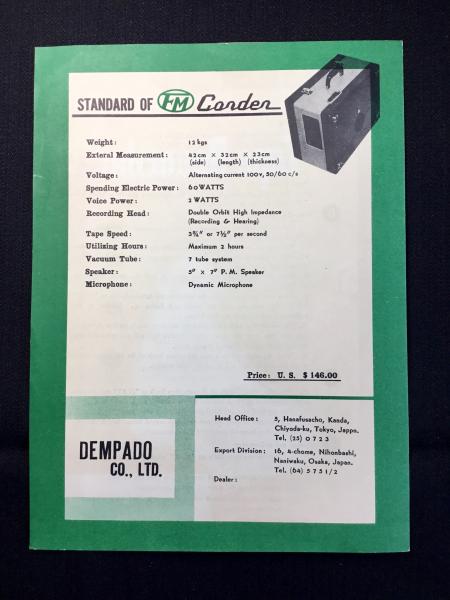 STANDARD OF FM Corder
Weight: 12 kgs
Exteral Measurement: 42cm × 32cm × 23cm
(side) (length) (thickness)
Voltage: Alternating current 100v, 50/60 c/s
Spending Electric Power: 60 WATTS
Voice Power: 2 WATTS
Recording Head: Double Orbit High Impedance
(Recording & Hearing)
Tape Speed: 3¾" or 7½" per second
Utilizing Hours: Maximum 2 hours
Vacuum Tube: 7 tube system
Speaker: 5" × 7" P. M. Speaker
Microphone: Dynamic Microphone
Price: U. S. $ 146.00
DEMPADO
CO., LTD.
Head Office: 5, Hanafusacho, Kanda,
Chiyoda-ku, Tokyo, Jappn.
Tel. (25) 0723
Export Division: 16, 4-chome, Nihonbashi,
Naniwaku, Osaka, Japan.
Tel. (64) 5751/2
Dealer: